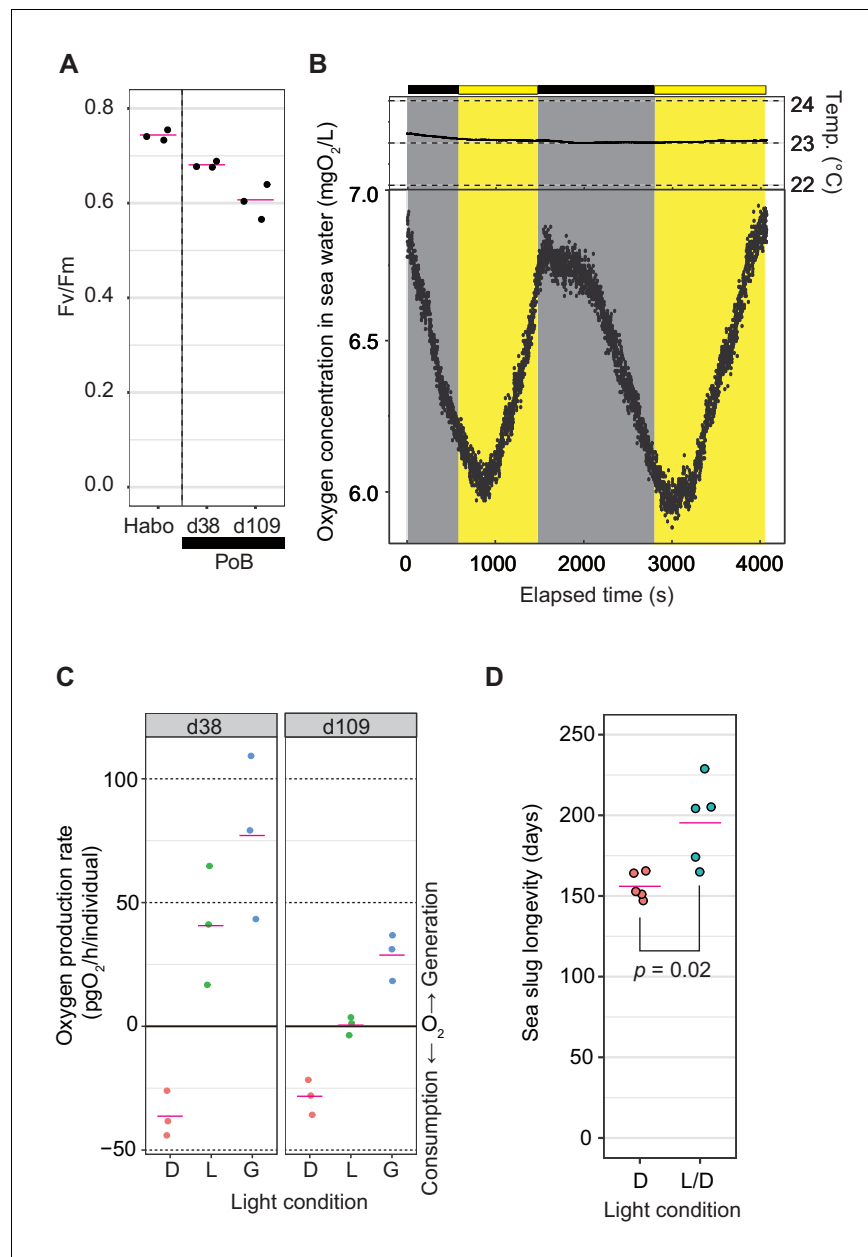 A
0.8
0.6
0.4
0.2
0.0
Fv/Fm
Habo d38 d109
PoB
B
24
23
22
Temp. (°C)
7.0
6.5
6.0
Oxygen concentration in sea water (mgO2/L)
0 1000 2000 3000 4000
Elapsed time (s)
C
d38 d109
100
50
0
−50
Oxygen production rate
(pgO2/h/individual)
Consumption ← O2 → Generation
D L G D L G
Light condition
D
250
200
150
100
50
0
Sea slug longevity (days)
p = 0.02
D L/D
Light condition